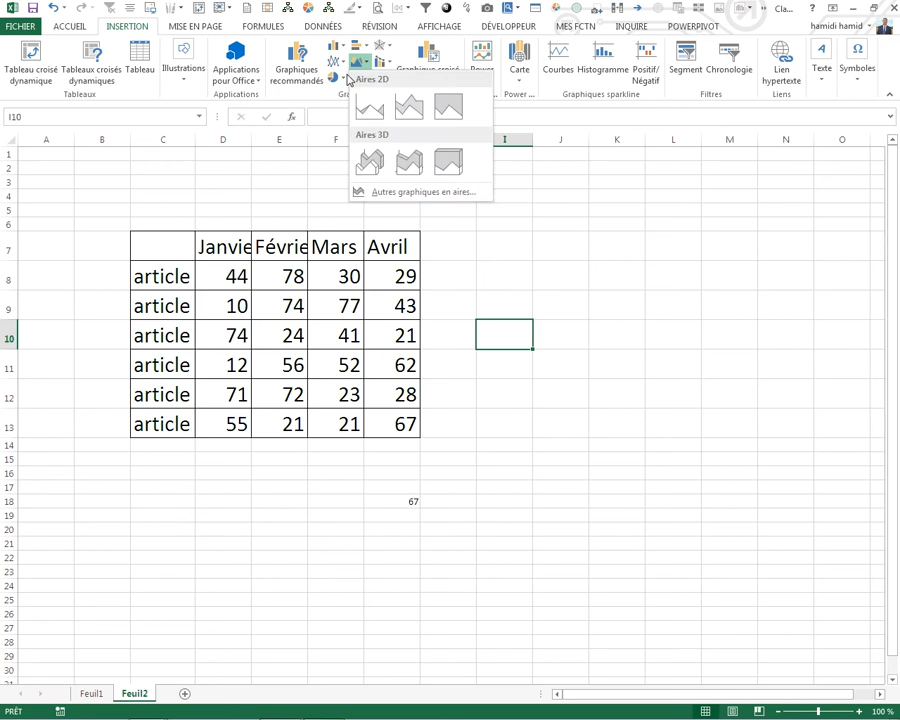 Cla...
hamidi hamid
FICHIER ACCUEIL INSERTION MISE EN PAGE FORMULES DONNÉES RÉVISION AFFICHAGE DÉVELOPPEUR MES FCTN INQUIRE POWERPIVOT
Tableau croisé dynamique
Tableaux croisés dynamiques
Tableau
Illustrations
Applications pour Office
Graphiques recommandés
Graphique croisé
Power
Carte
Courbes
Histogramme
Positif/ Négatif
Segment
Chronologie
Lien hypertexte
Texte
Symboles
Tableaux
Applications
Power ...
Graphiques sparkline
Filtres
Liens
Aires 2D
Aires 3D
Autres graphiques en aires...
I10
fx
A B C D E F I J K L M N O
1
2
3
4
5
6
7 Janvie Févrie Mars Avril
8 article 44 78 30 29
9 article 10 74 77 43
10 article 74 24 41 21
11 article 12 56 52 62
12 article 71 72 23 28
13 article 55 21 21 67
14
15
16
17
18 67
19
20
21
22
23
24
25
26
27
28
29
30
Feuil1 Feuil2
PRÊT
100 %